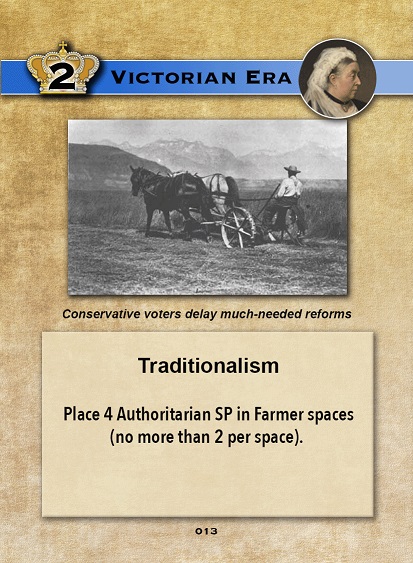 2 VICTORIAN ERA
Conservative voters delay much-needed reforms
Traditionalism
Place 4 Authoritarian SP in Farmer spaces
(no more than 2 per space).
013